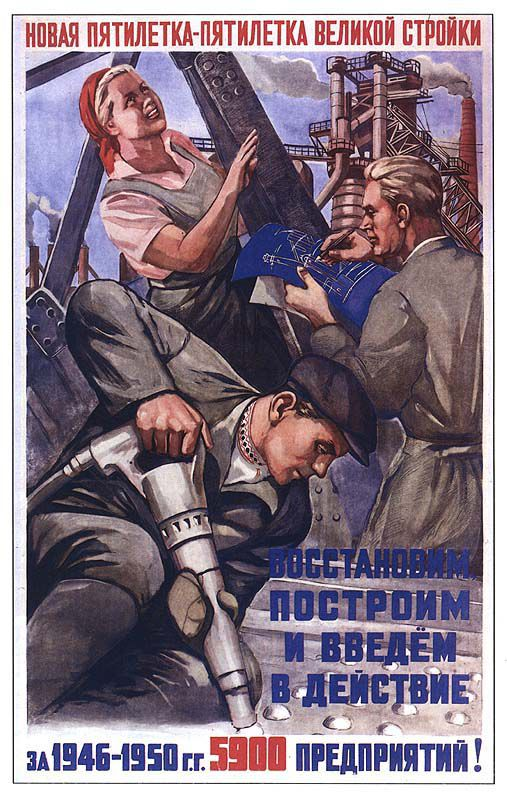 НОВАЯ ПЯТИЛЕТКА-ПЯТИЛЕТКА ВЕЛИКОЙ СТРОЙКИ
ВОССТАНОВИМ,
ПОСТРОИМ
И ВВЕДЁМ
В ДЕЙСТВИЕ
ЗА 1946-1950 Г.Г. 5900 ПРЕДПРИЯТИЙ!